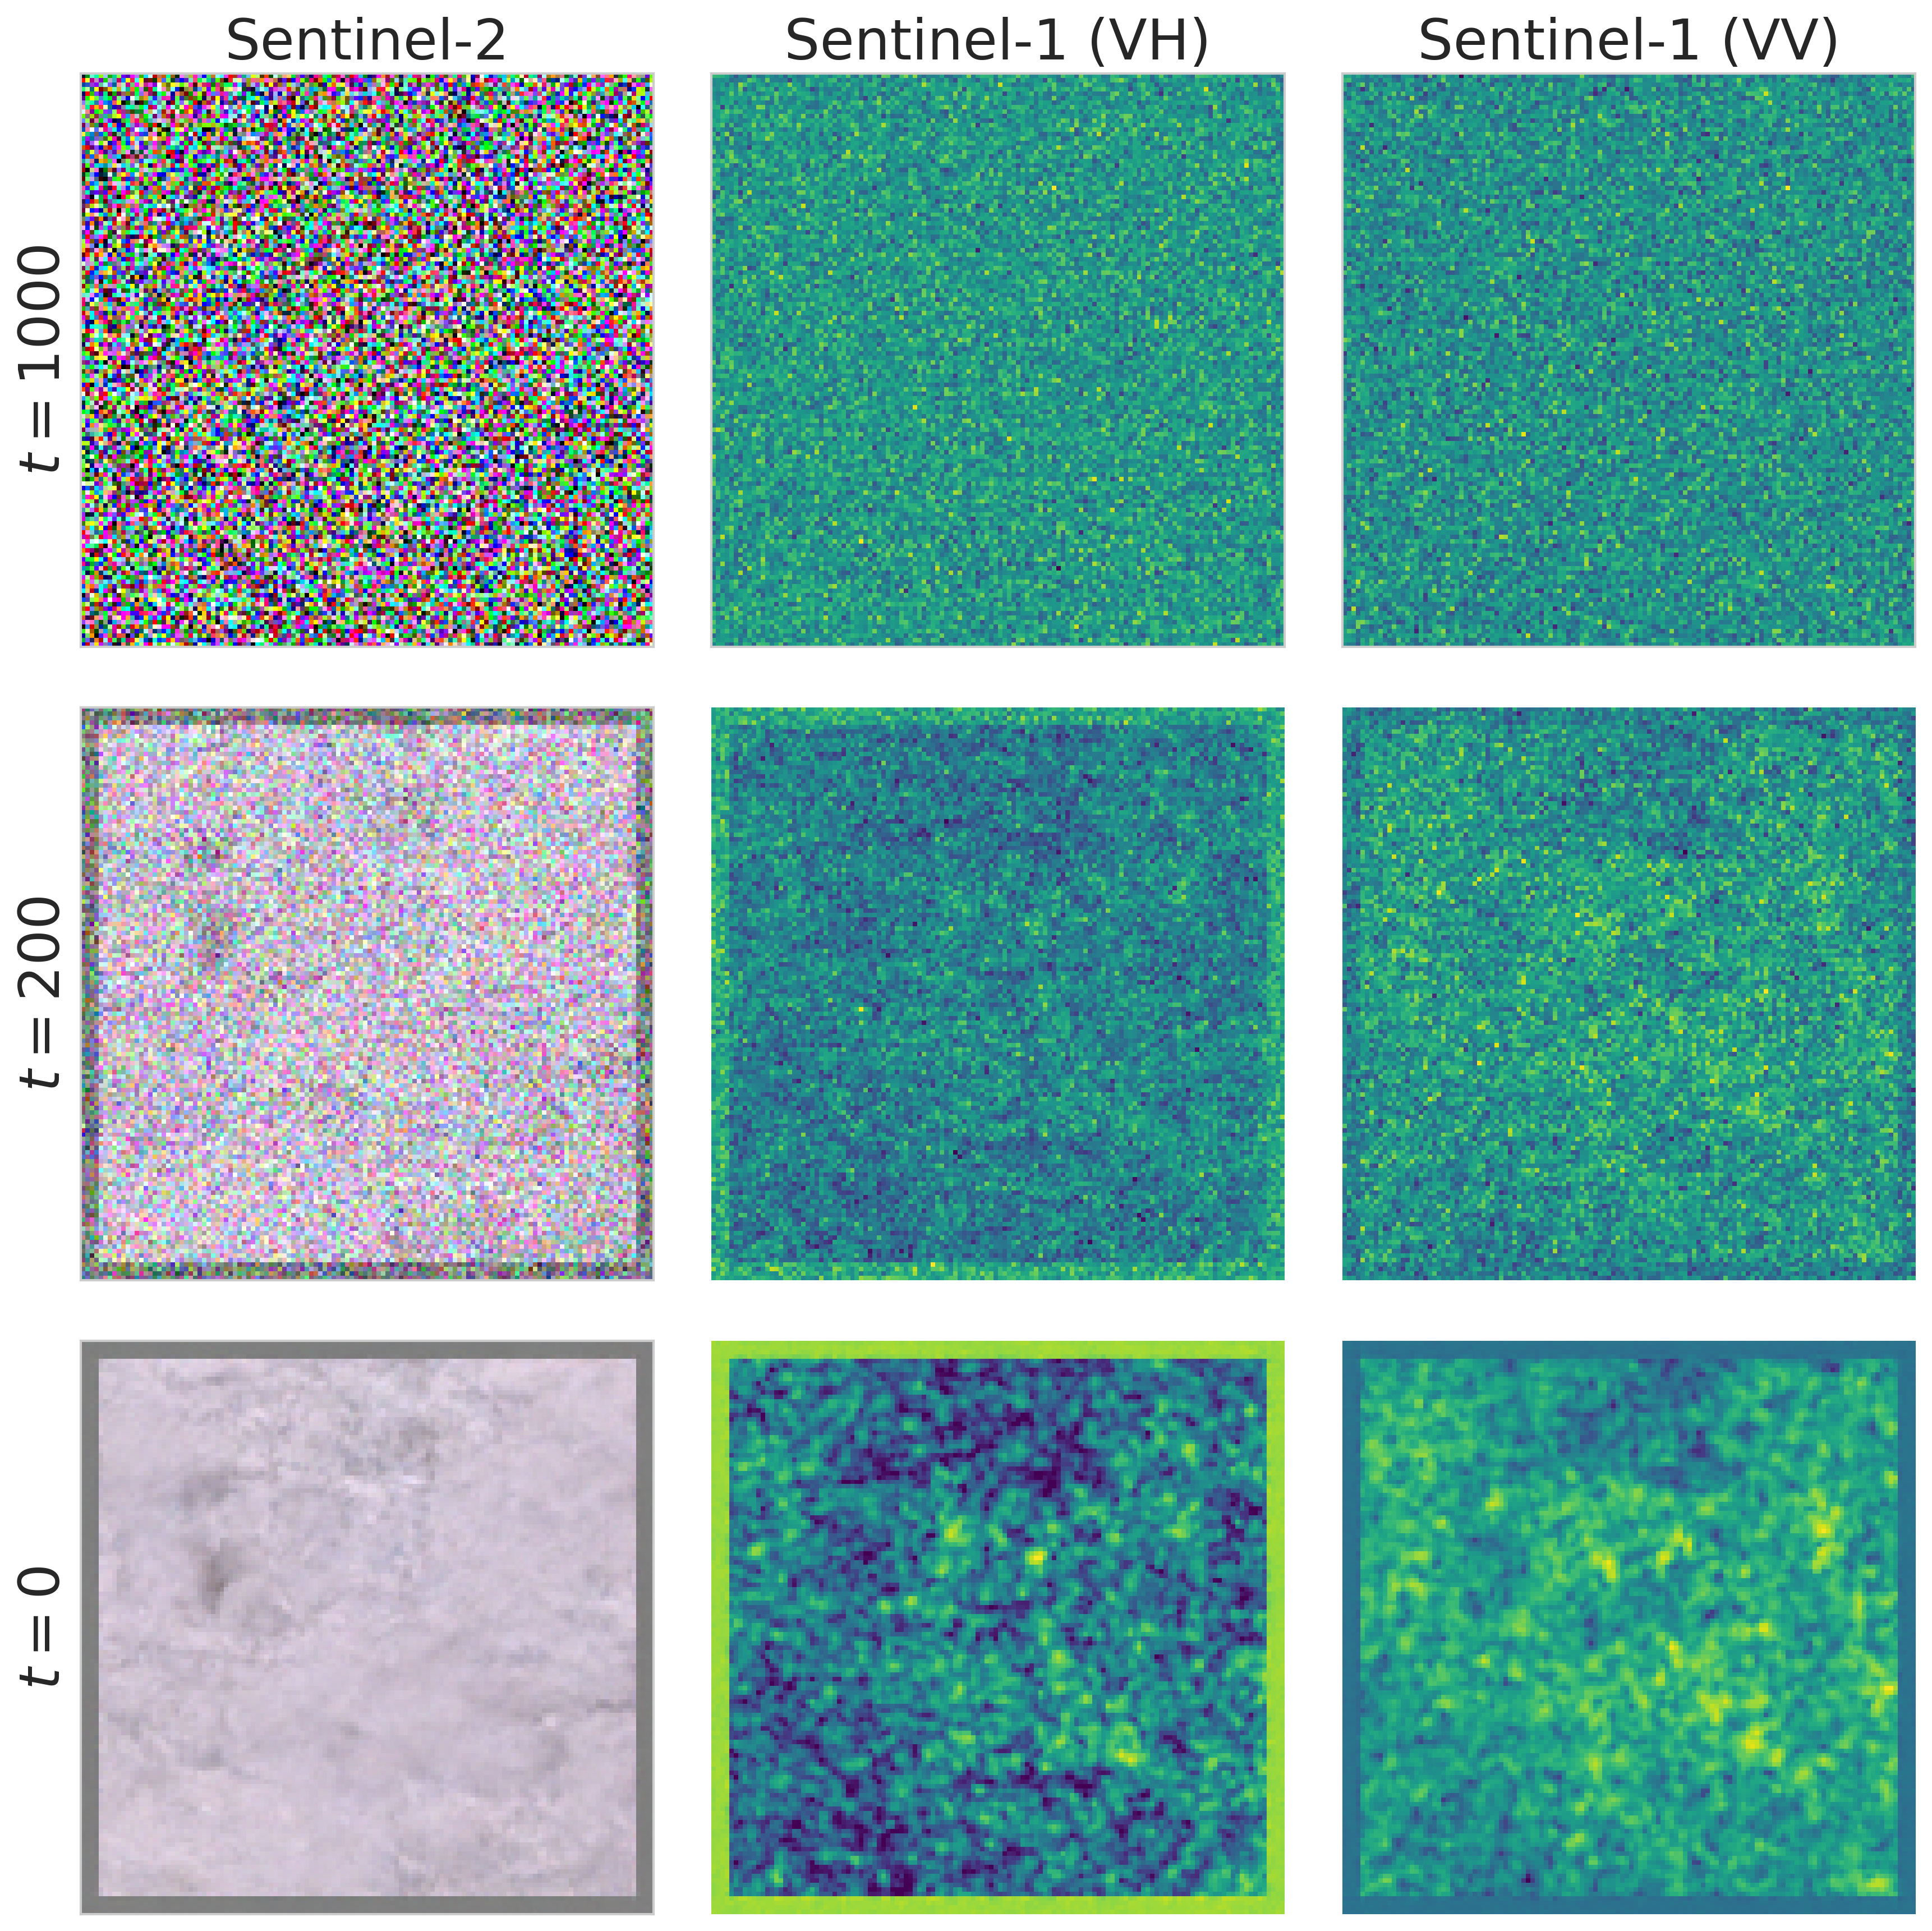 Sentinel-2 Sentinel-1 (VH) Sentinel-1 (VV)
t = 1000
t = 200
t = 0